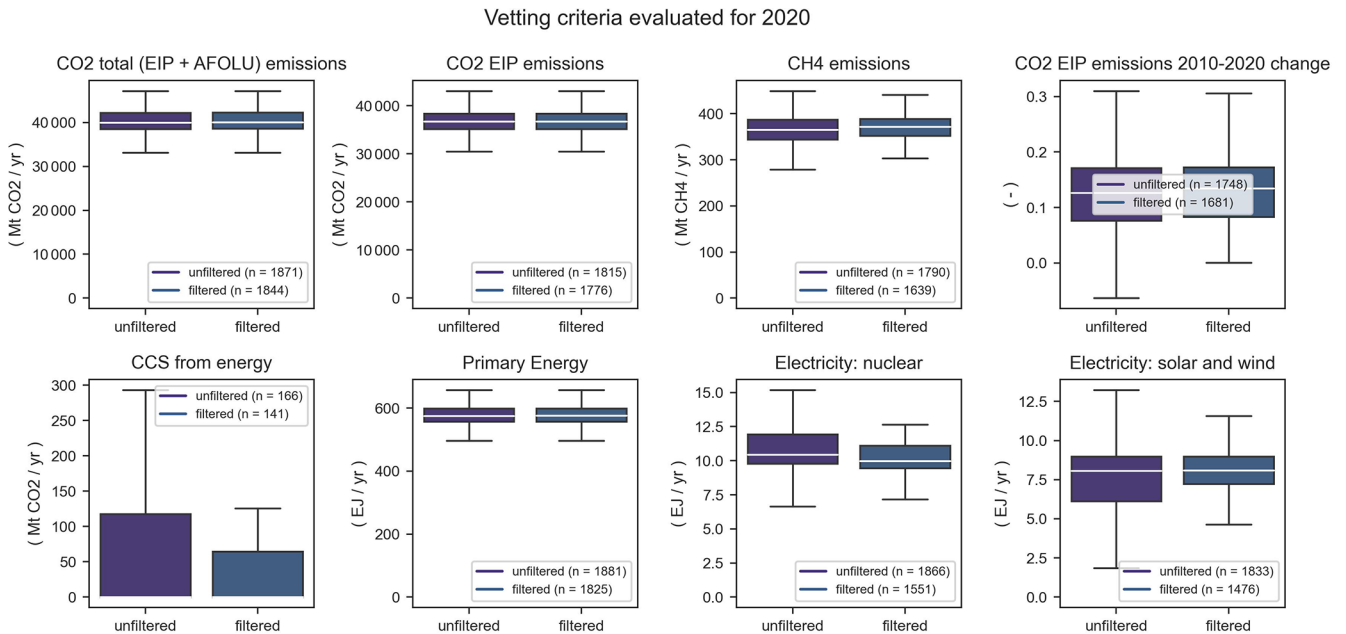 Vetting criteria evaluated for 2020
CO2 total (EIP + AFOLU) emissions
( Mt CO2 / yr )
40 000
30 000
20 000
10 000
0
unfiltered (n = 1871)
filtered (n = 1844)
unfiltered
filtered
CO2 EIP emissions
( Mt CO2 / yr )
40 000
30 000
20 000
10 000
0
unfiltered (n = 1815)
filtered (n = 1776)
unfiltered
filtered
CH4 emissions
( Mt CH4 / yr )
400
300
200
100
0
unfiltered (n = 1790)
filtered (n = 1639)
unfiltered
filtered
CO2 EIP emissions 2010-2020 change
( - )
0.3
0.2
0.1
0.0
unfiltered (n = 1748)
filtered (n = 1681)
unfiltered
filtered
CCS from energy
( Mt CO2 / yr )
300
250
200
150
100
50
0
unfiltered (n = 166)
filtered (n = 141)
unfiltered
filtered
Primary Energy
( EJ / yr )
600
400
200
0
unfiltered (n = 1881)
filtered (n = 1825)
unfiltered
filtered
Electricity: nuclear
( EJ / yr )
15.0
12.5
10.0
7.5
5.0
2.5
0.0
unfiltered (n = 1866)
filtered (n = 1551)
unfiltered
filtered
Electricity: solar and wind
( EJ / yr )
12.5
10.0
7.5
5.0
2.5
0.0
unfiltered (n = 1833)
filtered (n = 1476)
unfiltered
filtered